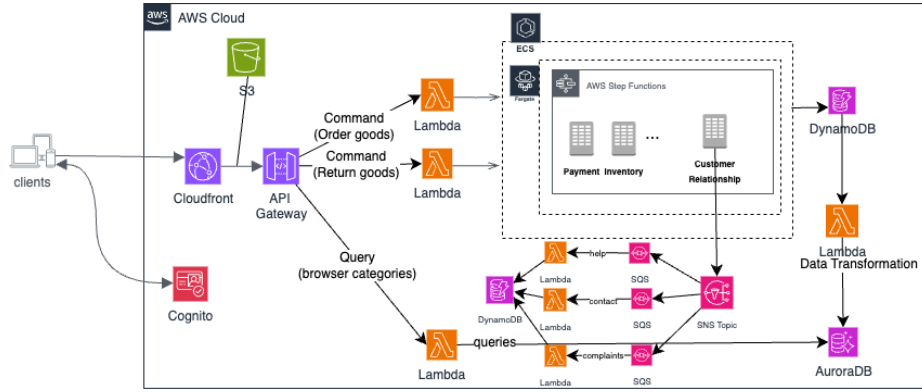 aws
AWS Cloud
S3
clients
Cloudfront
API
Gateway
Cognito
Command
(Order goods)
Command
(Return goods)
Query
(browser categories)
Lambda
Lambda
Lambda
ECS
Fargate
AWS Step Functions
...
Payment
Inventory
Customer
Relationship
DynamoDB
Lambda
Data Transformation
AuroraDB
queries
help
contact
complaints
Lambda
Lambda
Lambda
SQS
SQS
SQS
SNS Topic
DynamoDB